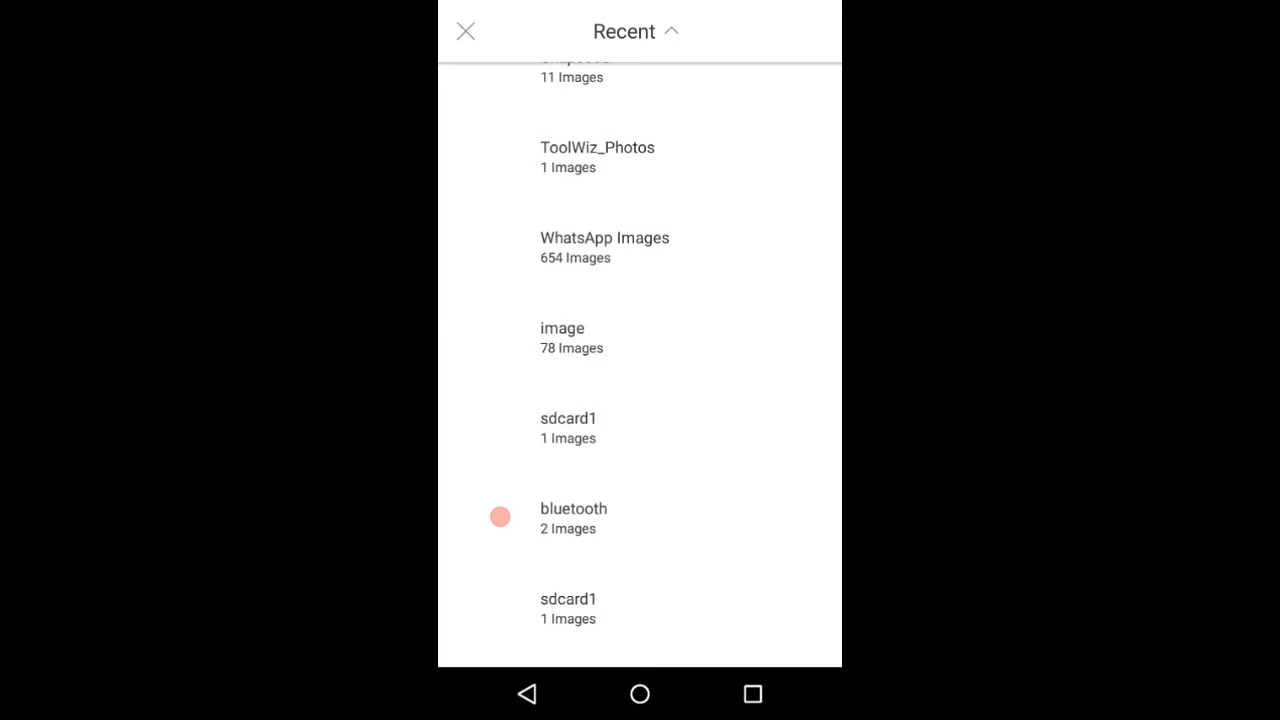 Recent
11 Images
ToolWiz_Photos
1 Images
WhatsApp Images
654 Images
image
78 Images
sdcard1
1 Images
bluetooth
2 Images
sdcard1
1 Images